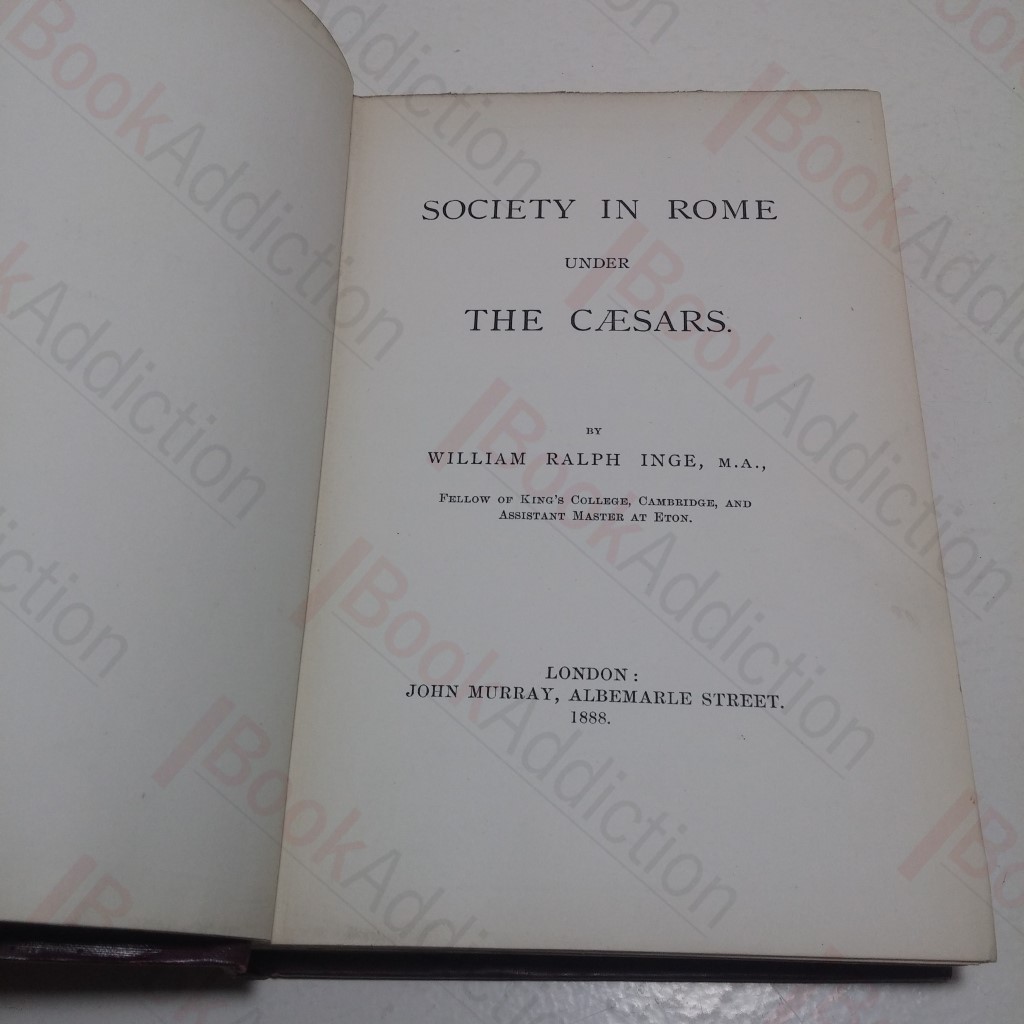 SOCIETY IN ROME
UNDER
THE CÆSARS.
BY
WILLIAM RALPH INGE, M.A.,
FELLOW OF KING'S COLLEGE, CAMBRIDGE, AND
ASSISTANT MASTER AT ETON.
LONDON:
JOHN MURRAY, ALBEMARLE STREET.
1888.
BookAddiction